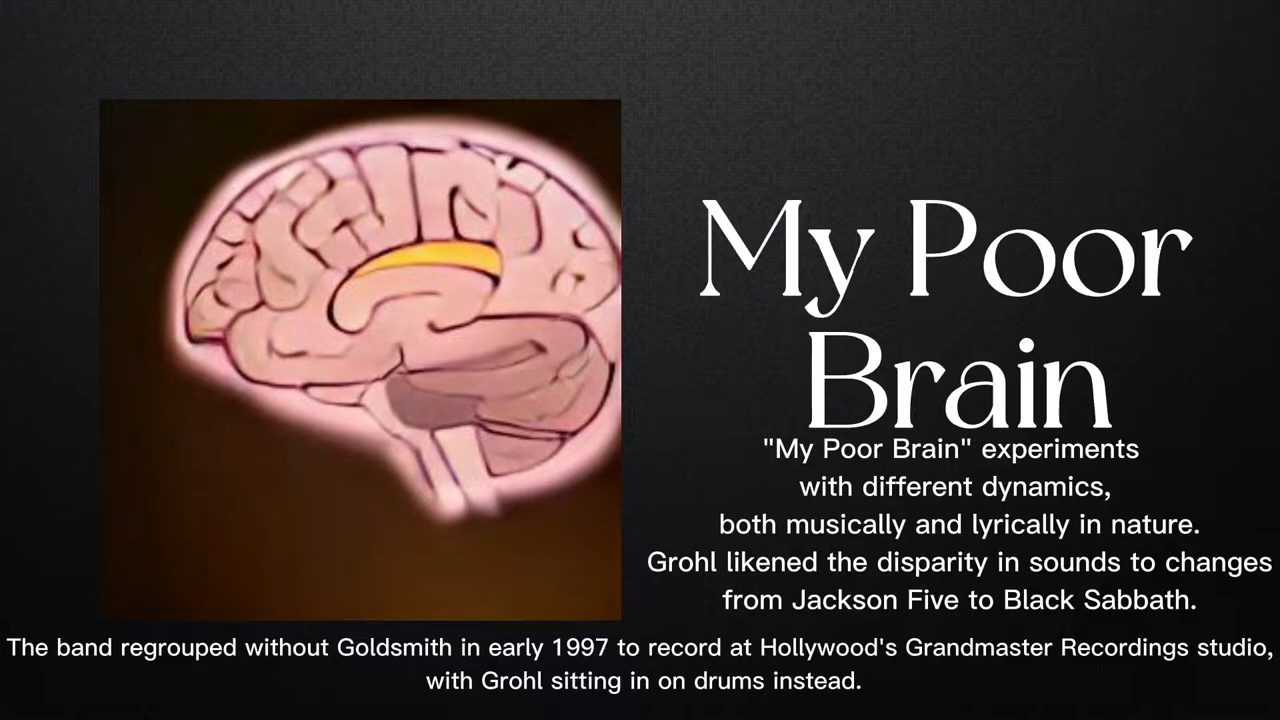 My Poor
Brain
"My Poor Brain" experiments
with different dynamics,
both musically and lyrically in nature.
Grohl likened the disparity in sounds to changes
from Jackson Five to Black Sabbath.
The band regrouped without Goldsmith in early 1997 to record at Hollywood's Grandmaster Recordings studio,
with Grohl sitting in on drums instead.